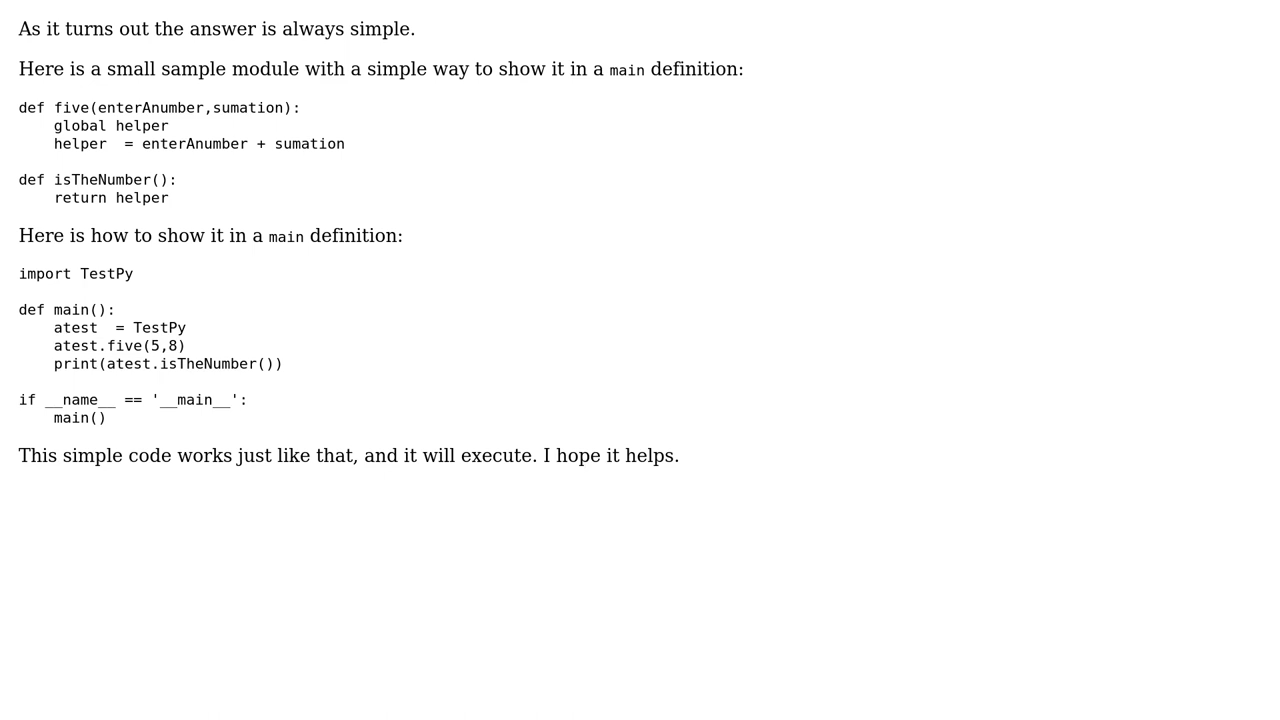 As it turns out the answer is always simple.
Here is a small sample module with a simple way to show it in a main definition:
def five(enterAnumber,sumation):
    global helper
    helper  = enterAnumber + sumation

def isTheNumber():
    return helper
Here is how to show it in a main definition:
import TestPy

def main():
    atest  = TestPy
    atest.five(5,8)
    print(atest.isTheNumber())

if __name__ == '__main__':
    main()
This simple code works just like that, and it will execute. I hope it helps.